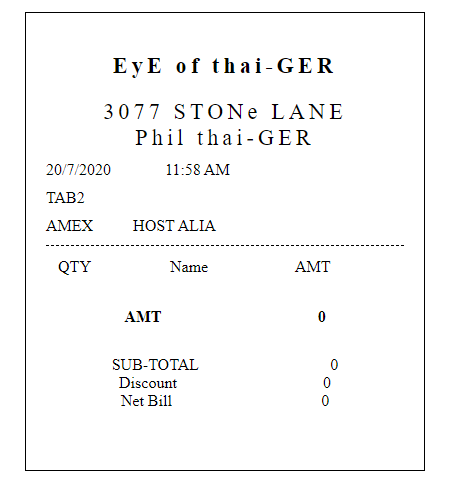 EyE of thai-GER
3077 STONe LANE
Phil thai-GER
20/7/2020 11:58 AM
TAB2
AMEX HOST ALIA
QTY Name AMT
AMT 0
SUB-TOTAL 0
Discount 0
Net Bill 0